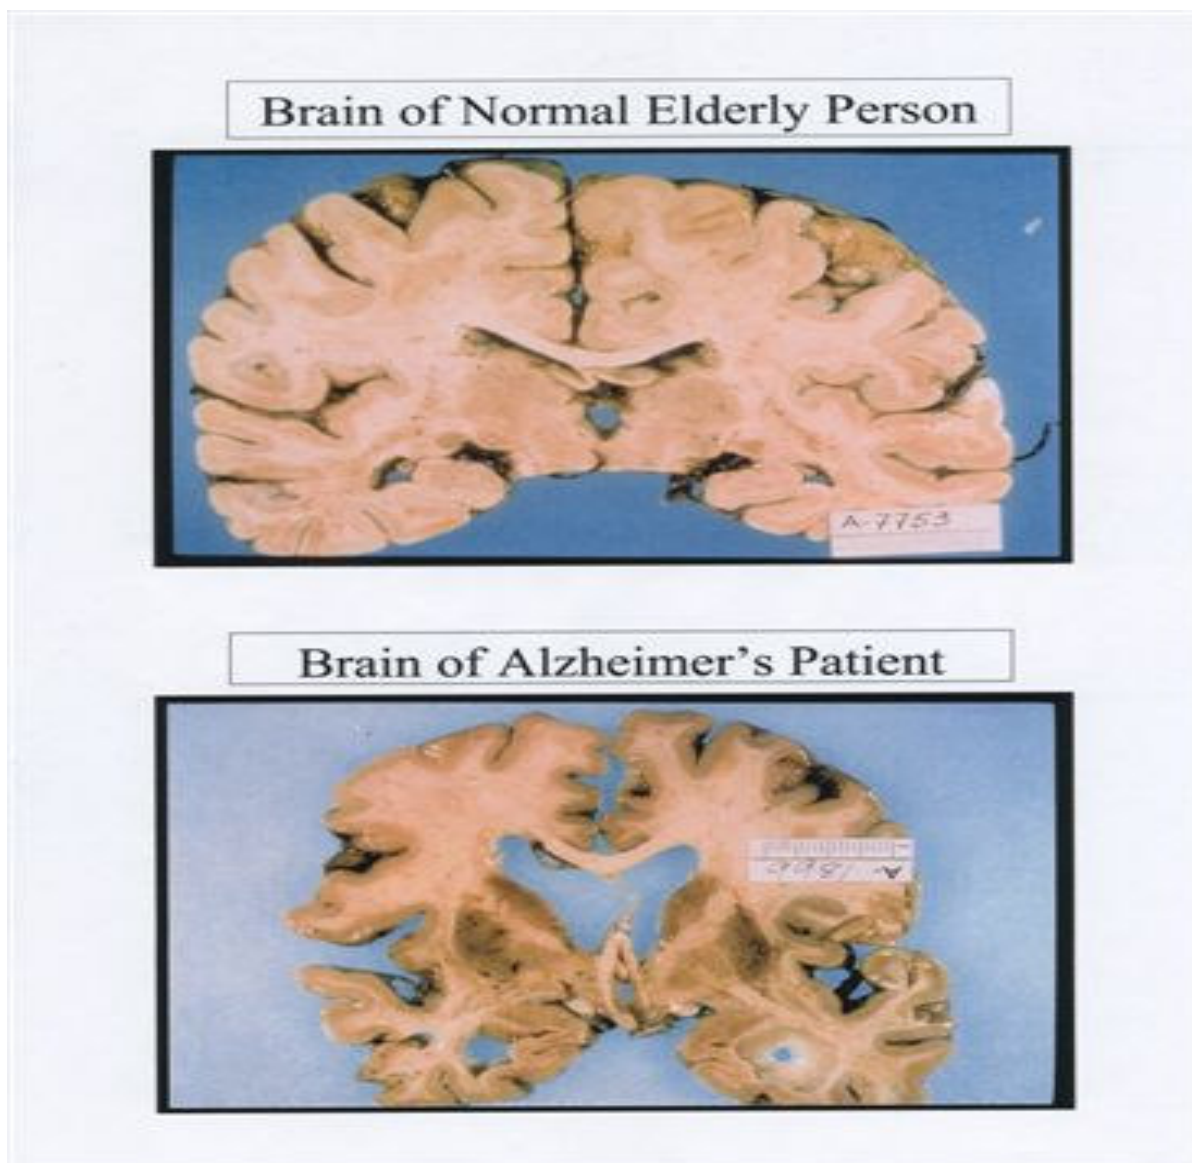 Brain of Normal Elderly Person
A-7753
Brain of Alzheimer's Patient